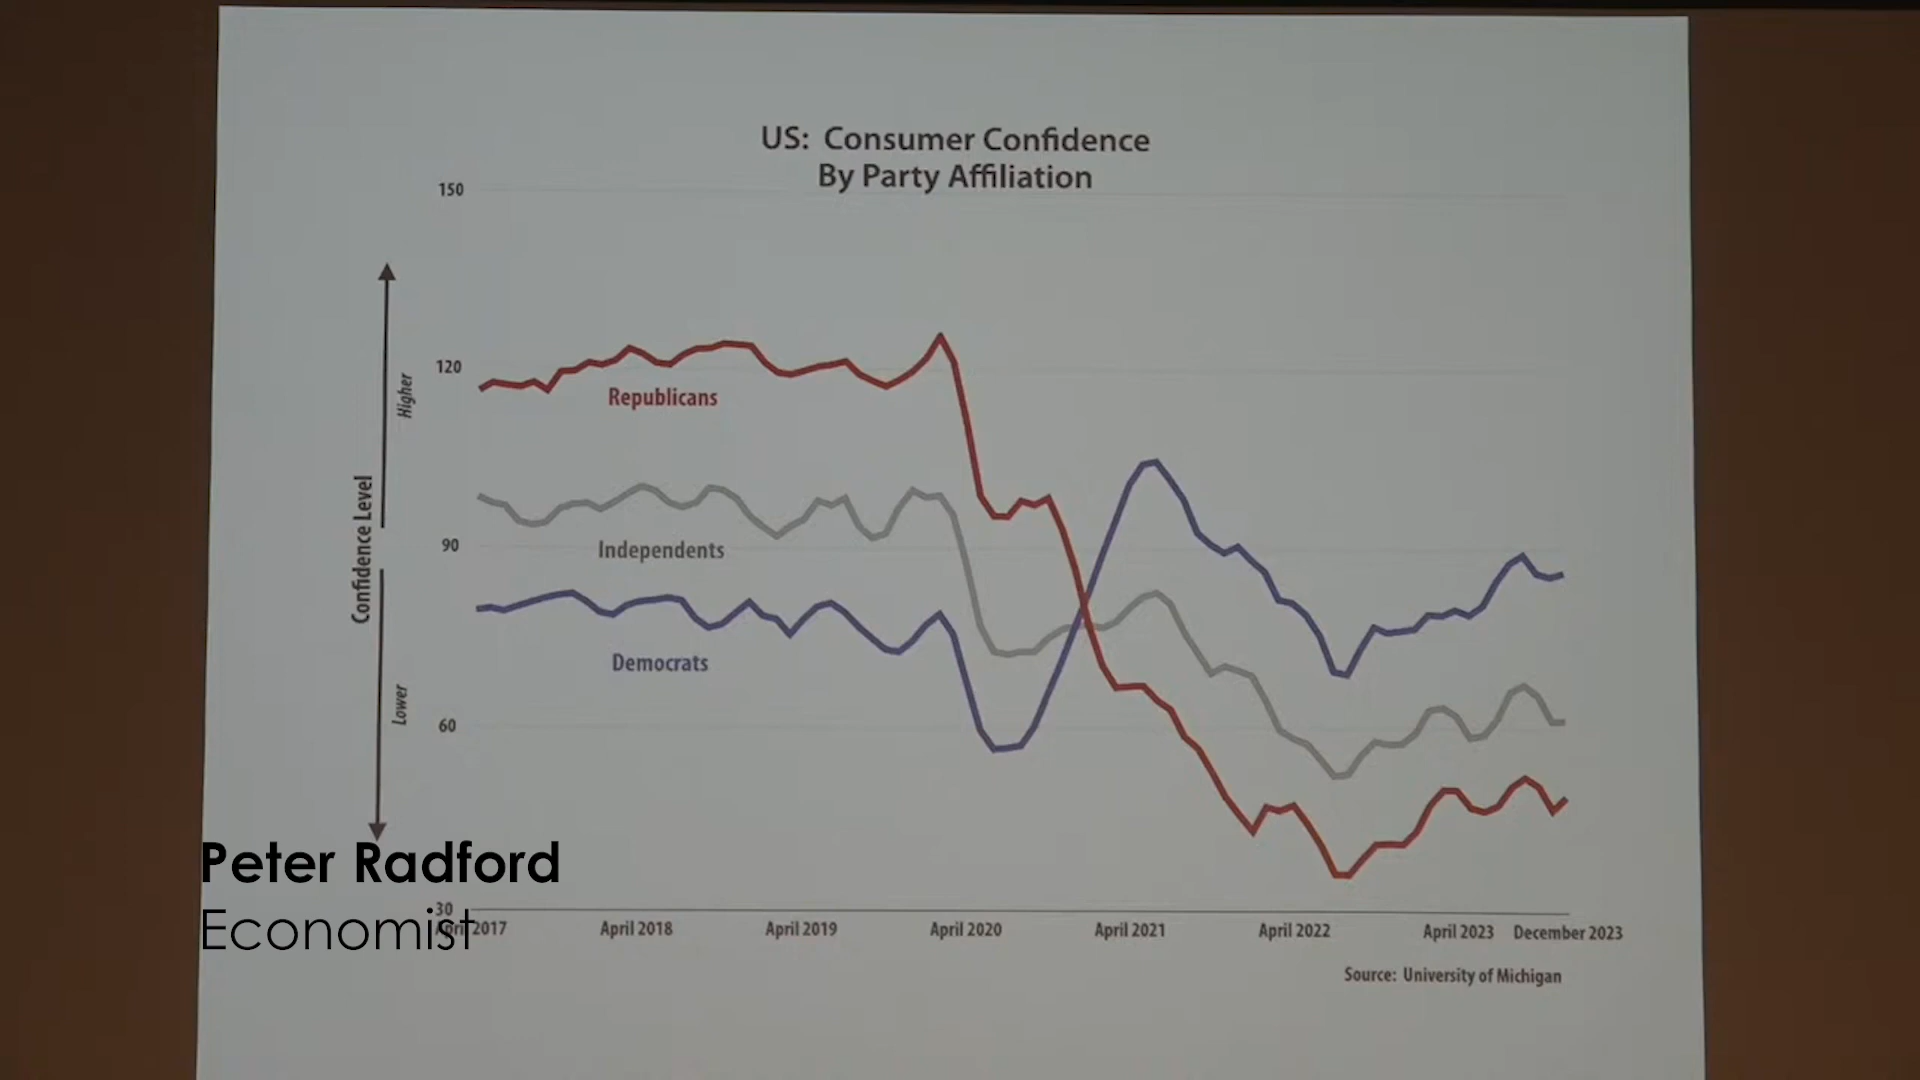 US: Consumer Confidence
By Party Affiliation
150
120
90
60
30
Higher
Confidence Level
Lower
Republicans
Independents
Democrats
April 2017
April 2018
April 2019
April 2020
April 2021
April 2022
April 2023
December 2023
Source: University of Michigan
Peter Radford
Economist